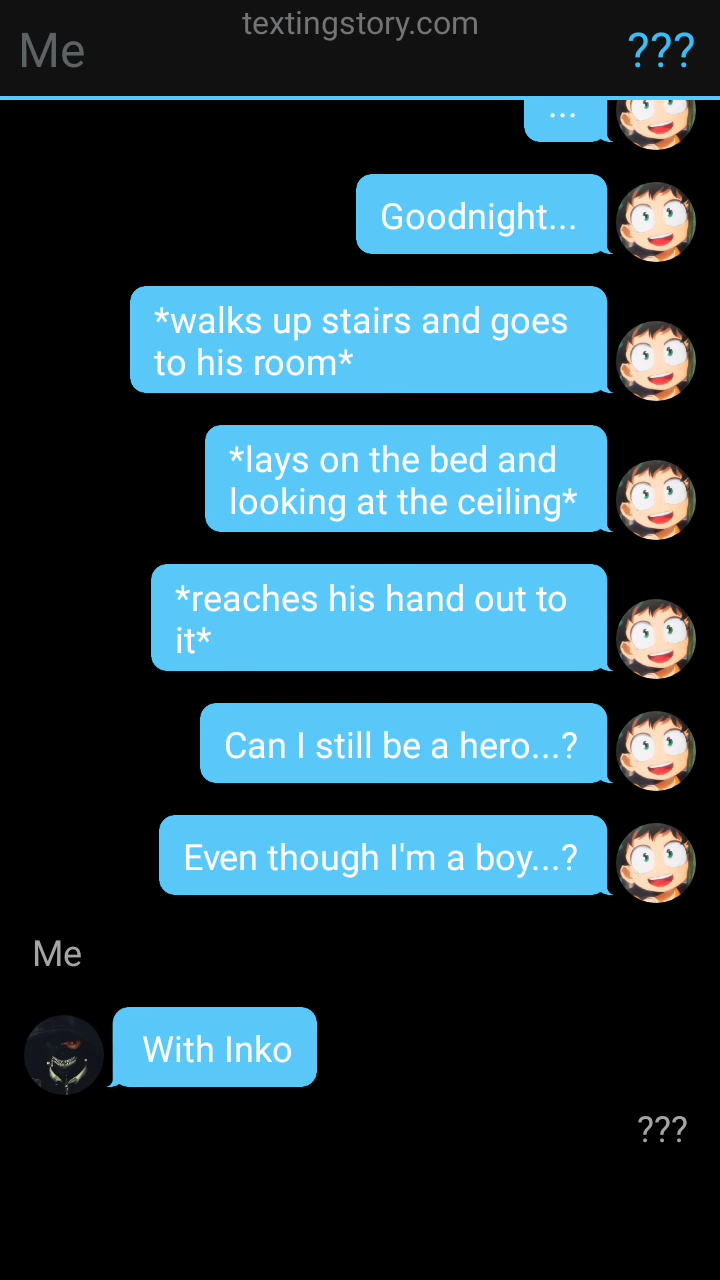 textingstory.com
Me
???
...
Goodnight...
*walks up stairs and goes
to his room*
*lays on the bed and
looking at the ceiling*
*reaches his hand out to
it*
Can I still be a hero...?
Even though I'm a boy...?
Me
With Inko
???